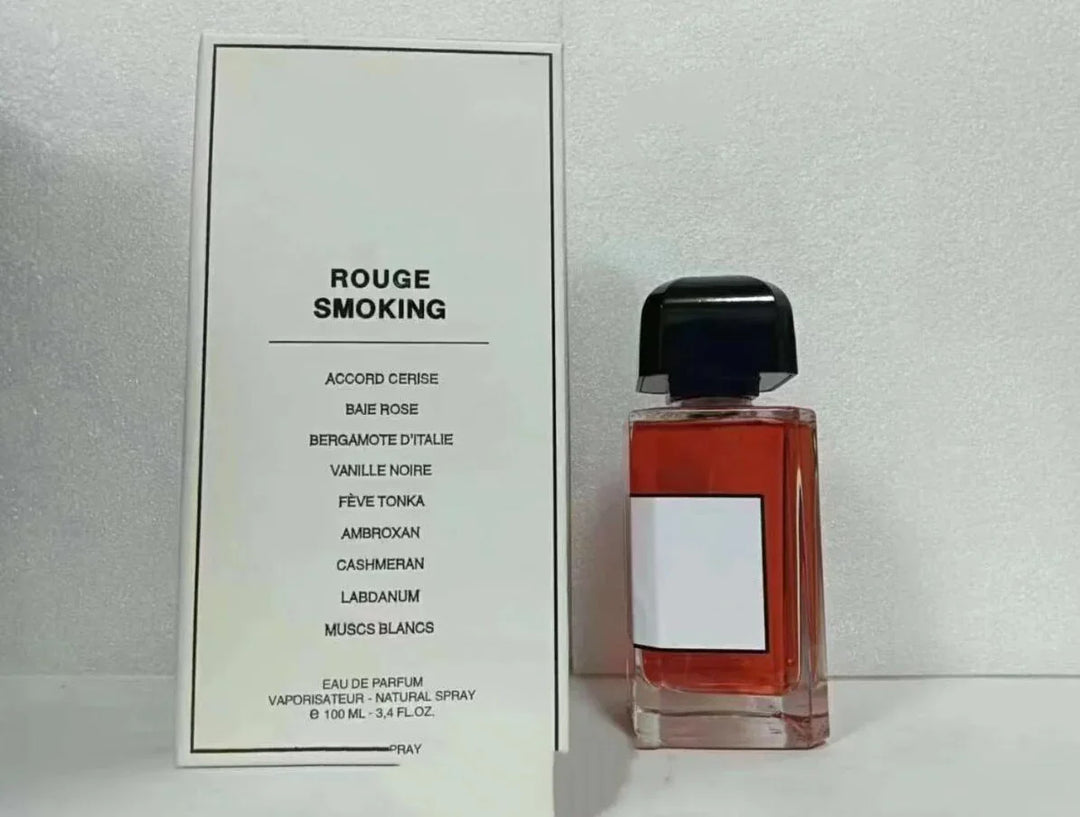 ROUGE
SMOKING
ACCORD CERISE
BAIE ROSE
BERGAMOTE D'ITALIE
VANILLE NOIRE
FÈVE TONKA
AMBROXAN
CASHMERAN
LABDANUM
MUSCS BLANCS
EAU DE PARFUM
VAPORISATEUR - NATURAL SPRAY
℮ 100 ML - 3,4 FL.OZ.
PRAY